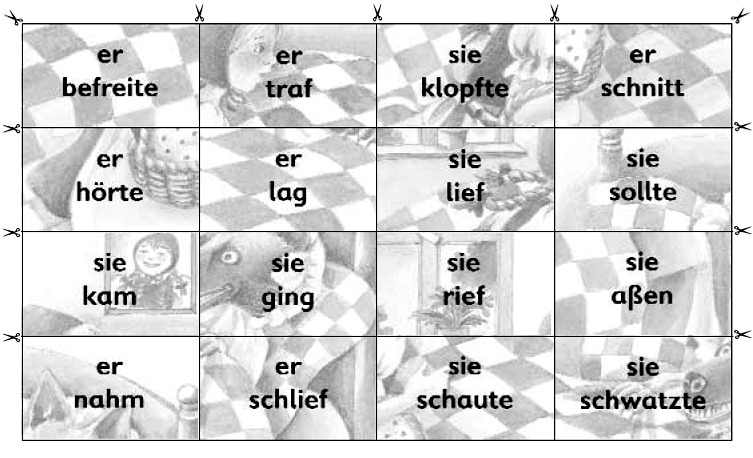 er
befreite
er
traf
sie
klopfte
er
schnitt
er
hörte
er
lag
sie
lief
sie
sollte
sie
kam
sie
ging
sie
rief
sie
aßen
er
nahm
er
schlief
sie
schaute
sie
schwatzte